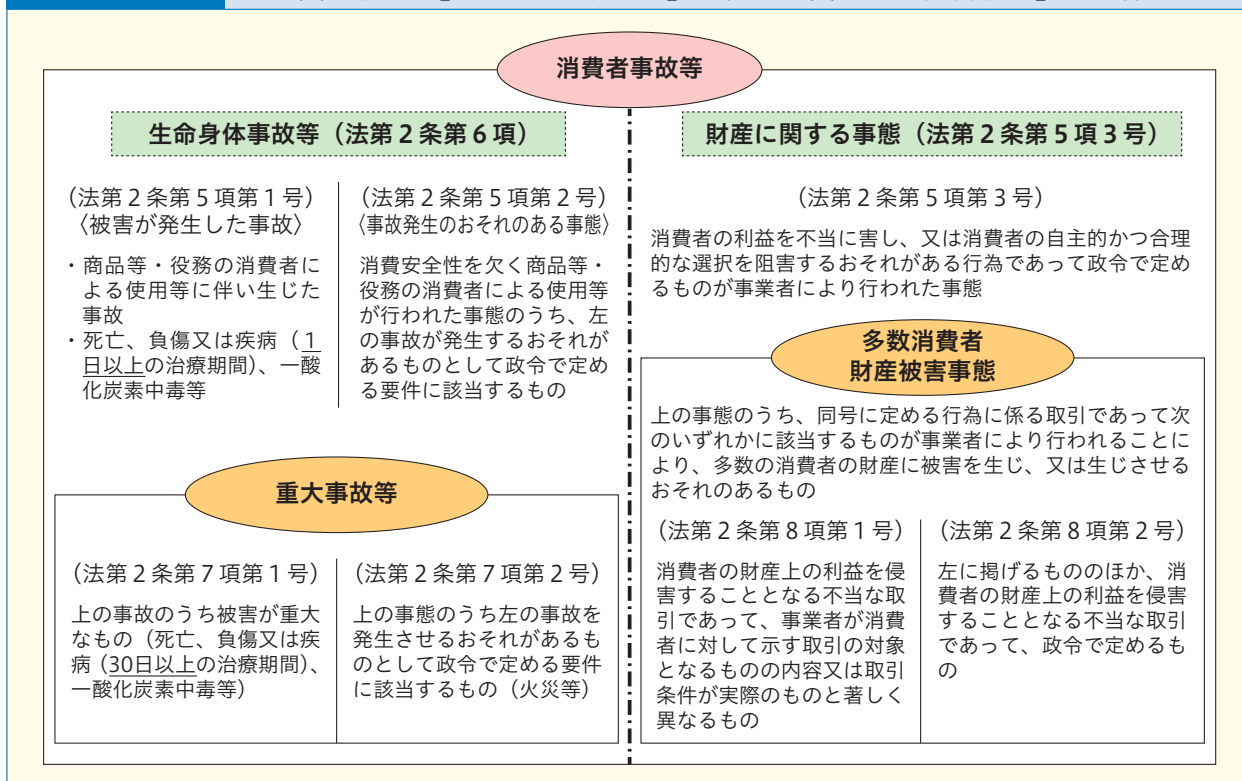 消費者事故等
生命身体事故等（法第２条第６項）
（法第２条第５項第１号）
〈被害が発生した事故〉
・商品等・役務の消費者に
よる使用等に伴い生じた
事故
・死亡、負傷又は疾病（１
日以上の治療期間）、一酸
化炭素中毒等
（法第２条第５項第２号）
〈事故発生のおそれのある事態〉
消費安全性を欠く商品等・
役務の消費者による使用等
が行われた事態のうち、左
の事故が発生するおそれが
あるものとして政令で定め
る要件に該当するもの
重大事故等
（法第２条第７項第１号）
上の事故のうち被害が重大
なもの（死亡、負傷又は疾
病（30日以上の治療期間）、
一酸化炭素中毒等）
（法第２条第７項第２号）
上の事態のうち左の事故を
発生させるおそれがあるも
のとして政令で定める要件
に該当するもの（火災等）
財産に関する事態（法第２条第５項３号）
（法第２条第５項第３号）
消費者の利益を不当に害し、又は消費者の自主的かつ合理
的な選択を阻害するおそれがある行為であって政令で定め
るものが事業者により行われた事態
多数消費者
財産被害事態
上の事態のうち、同号に定める行為に係る取引であって次
のいずれかに該当するものが事業者により行われることに
より、多数の消費者の財産に被害を生じ、又は生じさせる
おそれのあるもの
（法第２条第８項第１号）
消費者の財産上の利益を侵
害することとなる不当な取
引であって、事業者が消費
者に対して示す取引の対象
となるものの内容又は取引
条件が実際のものと著しく
異なるもの
（法第２条第８項第２号）
左に掲げるもののほか、消
費者の財産上の利益を侵害
することとなる不当な取引
であって、政令で定めるも
の